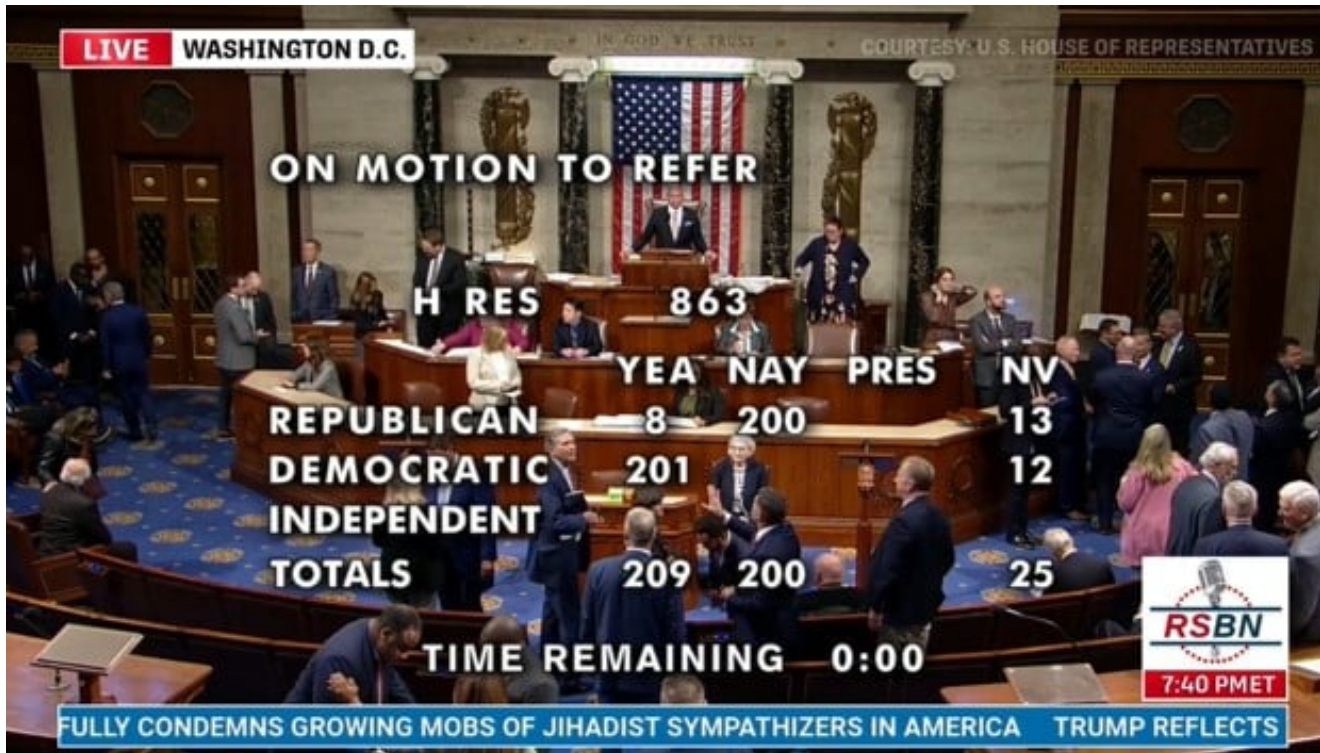 LIVE WASHINGTON D.C.
IN GOD WE TRUST
COURTESY: U.S. HOUSE OF REPRESENTATIVES
ON MOTION TO REFER
H RES 863
YEA NAY PRES NV
REPUBLICAN 8 200 13
DEMOCRATIC 201 12
INDEPENDENT
TOTALS 209 200 25
TIME REMAINING 0:00
RSBN
7:40 PMET
FULLY CONDEMNS GROWING MOBS OF JIHADIST SYMPATHIZERS IN AMERICA TRUMP REFLECTS